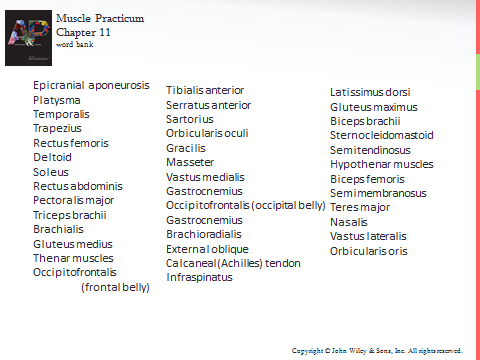 A&P
Muscle Practicum
Chapter 11
word bank
Epicranial aponeurosis
Platysma
Temporalis
Trapezius
Rectus femoris
Deltoid
Soleus
Rectus abdominis
Pectoralis major
Triceps brachii
Brachialis
Gluteus medius
Thenar muscles
Occipitofrontalis
(frontal belly)
Tibialis anterior
Serratus anterior
Sartorius
Orbicularis oculi
Gracilis
Masseter
Vastus medialis
Gastrocnemius
Occipitofrontalis (occipital belly)
Gastrocnemius
Brachioradialis
External oblique
Calcaneal (Achilles) tendon
Infraspinatus
Latissimus dorsi
Gluteus maximus
Biceps brachii
Sternocleidomastoid
Semitendinosus
Hypothenar muscles
Biceps femoris
Semimembranosus
Teres major
Nasalis
Vastus lateralis
Orbicularis oris
Copyright © John Wiley & Sons, Inc. All rights reserved.